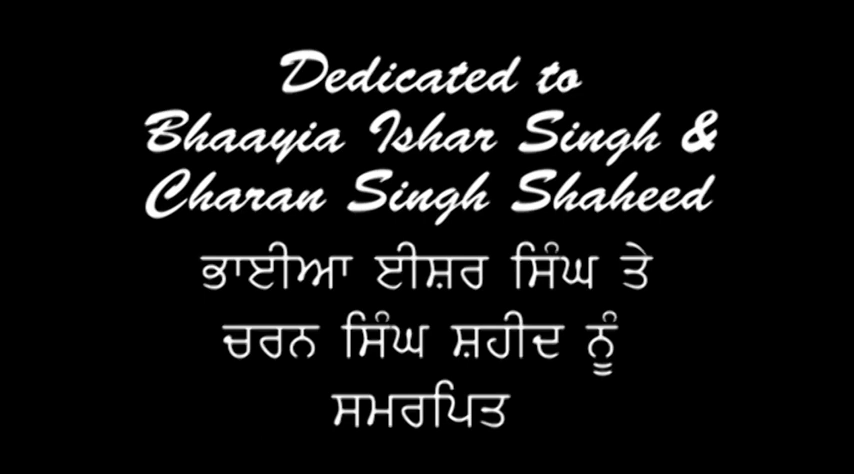 Dedicated to
Bhaayia Ishar Singh &
Charan Singh Shaheed
ਭਾਈਆ ਈਸ਼ਰ ਸਿੰਘ ਤੇ
ਚਰਨ ਸਿੰਘ ਸ਼ਹੀਦ ਨੂੰ
ਸਮਰਪਿਤ